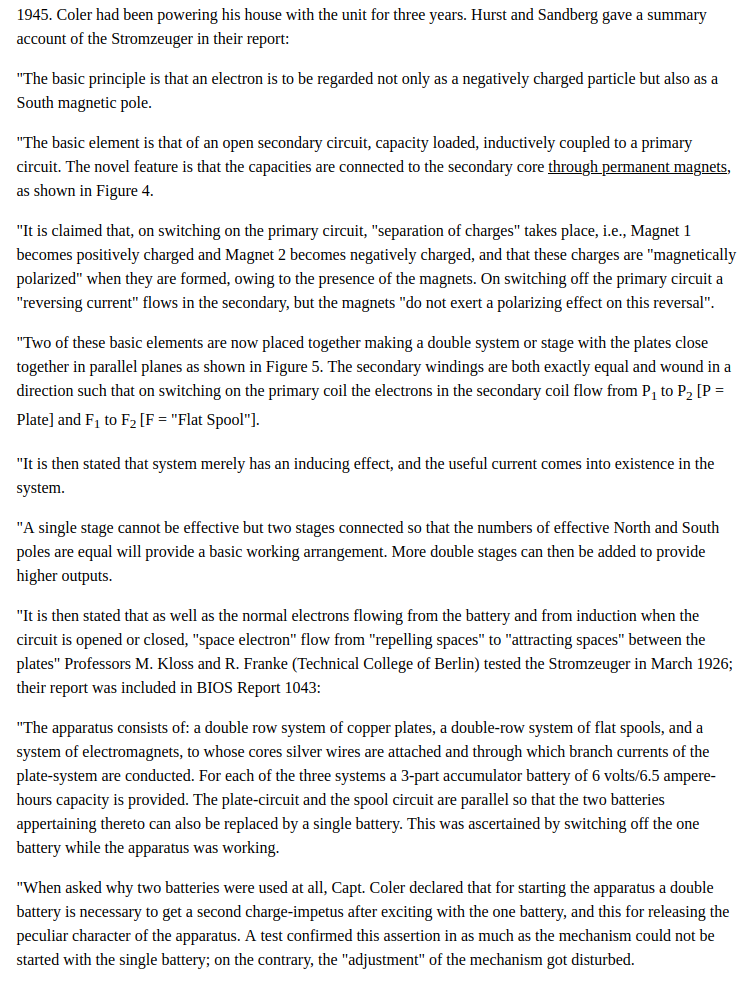 1945. Coler had been powering his house with the unit for three years. Hurst and Sandberg gave a summary
account of the Stromzeuger in their report:
"The basic principle is that an electron is to be regarded not only as a negatively charged particle but also as a
South magnetic pole.
"The basic element is that of an open secondary circuit, capacity loaded, inductively coupled to a primary
circuit. The novel feature is that the capacities are connected to the secondary core through permanent magnets,
as shown in Figure 4.
"It is claimed that, on switching on the primary circuit, "separation of charges" takes place, i.e., Magnet 1
becomes positively charged and Magnet 2 becomes negatively charged, and that these charges are "magnetically
polarized" when they are formed, owing to the presence of the magnets. On switching off the primary circuit a
"reversing current" flows in the secondary, but the magnets "do not exert a polarizing effect on this reversal".
"Two of these basic elements are now placed together making a double system or stage with the plates close
together in parallel planes as shown in Figure 5. The secondary windings are both exactly equal and wound in a
direction such that on switching on the primary coil the electrons in the secondary coil flow from P1 to P2 [P =
Plate] and F1 to F2 [F = "Flat Spool"].
"It is then stated that system merely has an inducing effect, and the useful current comes into existence in the
system.
"A single stage cannot be effective but two stages connected so that the numbers of effective North and South
poles are equal will provide a basic working arrangement. More double stages can then be added to provide
higher outputs.
"It is then stated that as well as the normal electrons flowing from the battery and from induction when the
circuit is opened or closed, "space electron" flow from "repelling spaces" to "attracting spaces" between the
plates" Professors M. Kloss and R. Franke (Technical College of Berlin) tested the Stromzeuger in March 1926;
their report was included in BIOS Report 1043:
"The apparatus consists of: a double row system of copper plates, a double-row system of flat spools, and a
system of electromagnets, to whose cores silver wires are attached and through which branch currents of the
plate-system are conducted. For each of the three systems a 3-part accumulator battery of 6 volts/6.5 ampere-
hours capacity is provided. The plate-circuit and the spool circuit are parallel so that the two batteries
appertaining thereto can also be replaced by a single battery. This was ascertained by switching off the one
battery while the apparatus was working.
"When asked why two batteries were used at all, Capt. Coler declared that for starting the apparatus a double
battery is necessary to get a second charge-impetus after exciting with the one battery, and this for releasing the
peculiar character of the apparatus. A test confirmed this assertion in as much as the mechanism could not be
started with the single battery; on the contrary, the "adjustment" of the mechanism got disturbed.